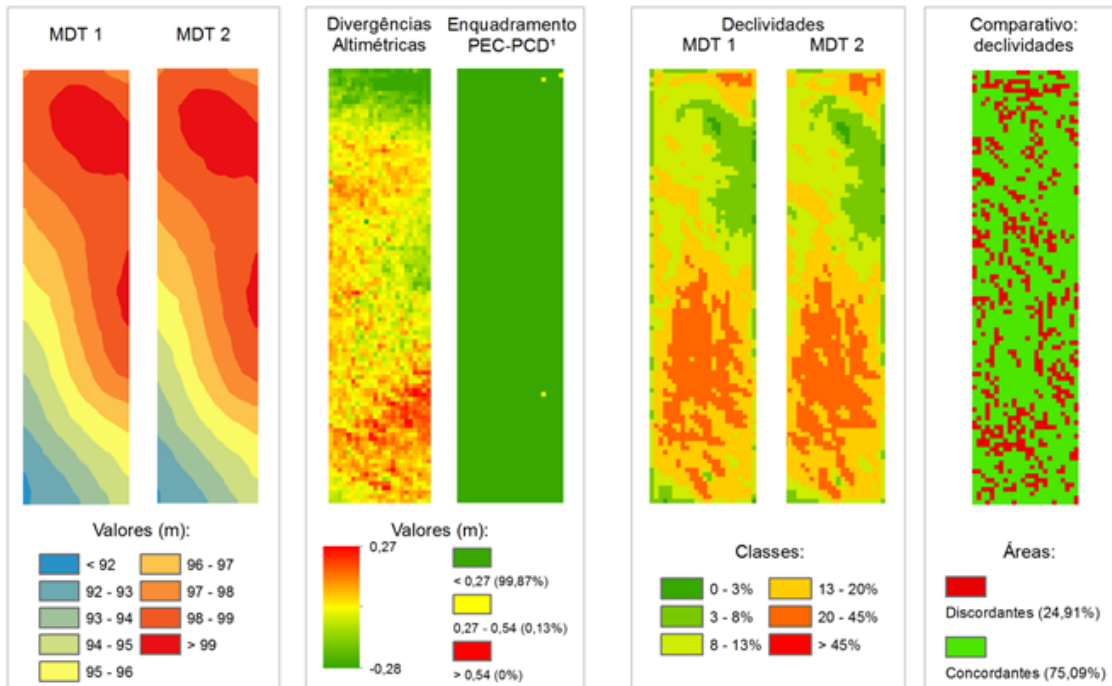 MDT 1
MDT 2
Valores (m):
< 92
92 - 93
93 - 94
94 - 95
95 - 96
96 - 97
97 - 98
98 - 99
> 99
Divergências
Altimétricas
Enquadramento
PEC-PCD¹
Valores (m):
0,27
-0,28
< 0,27 (99,87%)
0,27 - 0,54 (0,13%)
> 0,54 (0%)
Declividades
MDT 1
MDT 2
Classes:
0 - 3%
3 - 8%
8 - 13%
13 - 20%
20 - 45%
> 45%
Comparativo:
declividades
Áreas:
Discordantes (24,91%)
Concordantes (75,09%)